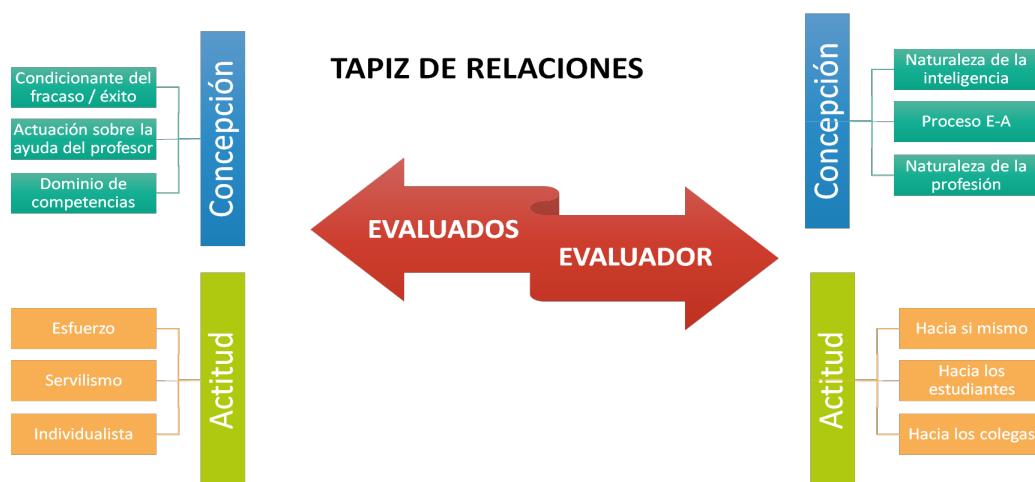 TAPIZ DE RELACIONES
Concepción
Condicionante del
fracaso / éxito
Actuación sobre la
ayuda del profesor
Dominio de
competencias
Actitud
Esfuerzo
Servilismo
Individualista
EVALUADOS
EVALUADOR
Concepción
Naturaleza de la
inteligencia
Proceso E-A
Naturaleza de la
profesión
Actitud
Hacia si mismo
Hacia los
estudiantes
Hacia los colegas